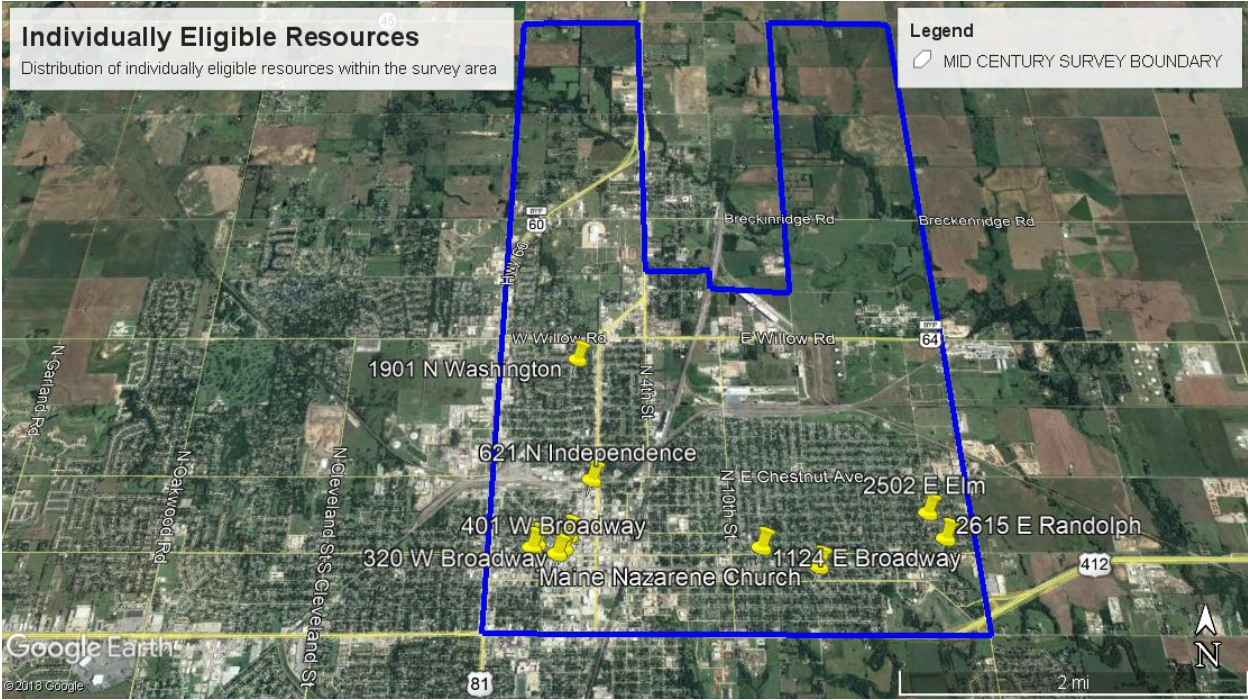 Individually Eligible Resources
Distribution of individually eligible resources within the survey area
45
Legend
MID CENTURY SURVEY BOUNDARY
BYP
60
Hwy 60
Breckinridge Rd
Breckenridge Rd
W Willow Rd
E Willow Rd
BYP
64
1901 N Washington
N 4th St
N Garland Rd
N Oakwood Rd
N Cleveland St
S Cleveland St
621 N Independence
N 10th St
E Chestnut Ave
2502 E Elm
401 W Broadway
2615 E Randolph
320 W Broadway
1124 E Broadway
Maine Nazarene Church
412
Google Earth
©2018 Google
81
N
2 mi